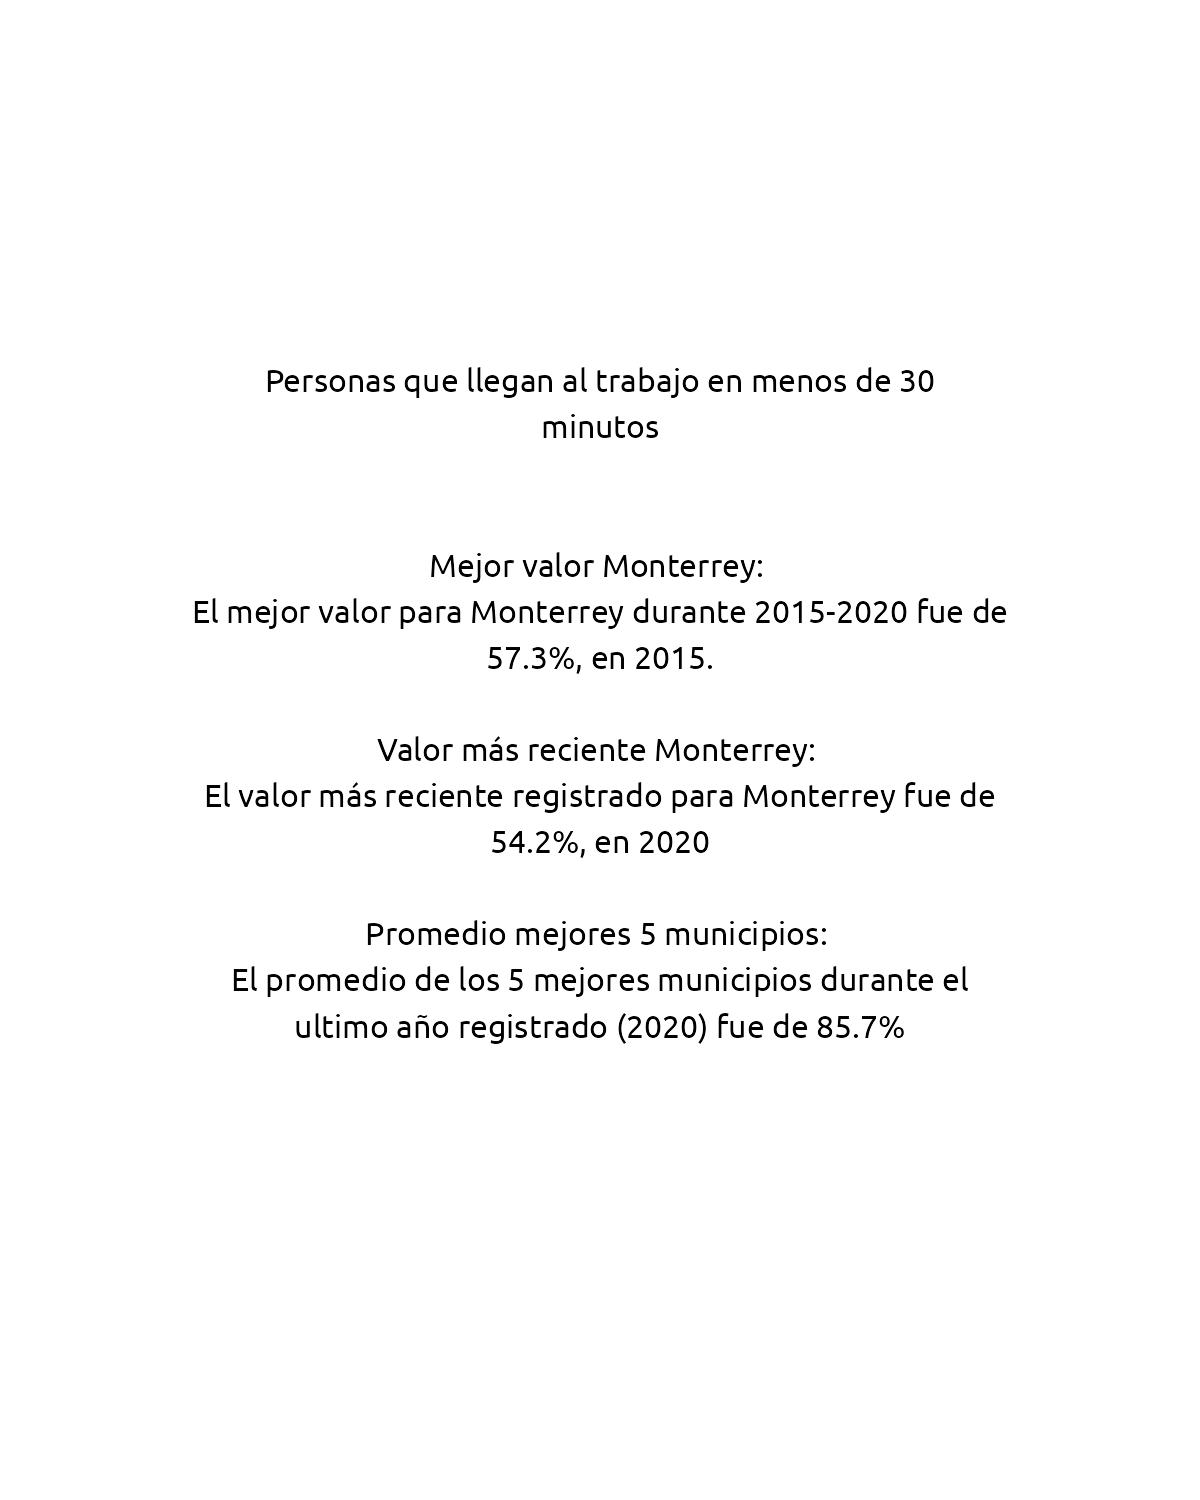 Personas que llegan al trabajo en menos de 30
minutos
Mejor valor Monterrey:
El mejor valor para Monterrey durante 2015-2020 fue de
57.3%, en 2015.
Valor más reciente Monterrey:
El valor más reciente registrado para Monterrey fue de
54.2%, en 2020
Promedio mejores 5 municipios:
El promedio de los 5 mejores municipios durante el
ultimo año registrado (2020) fue de 85.7%